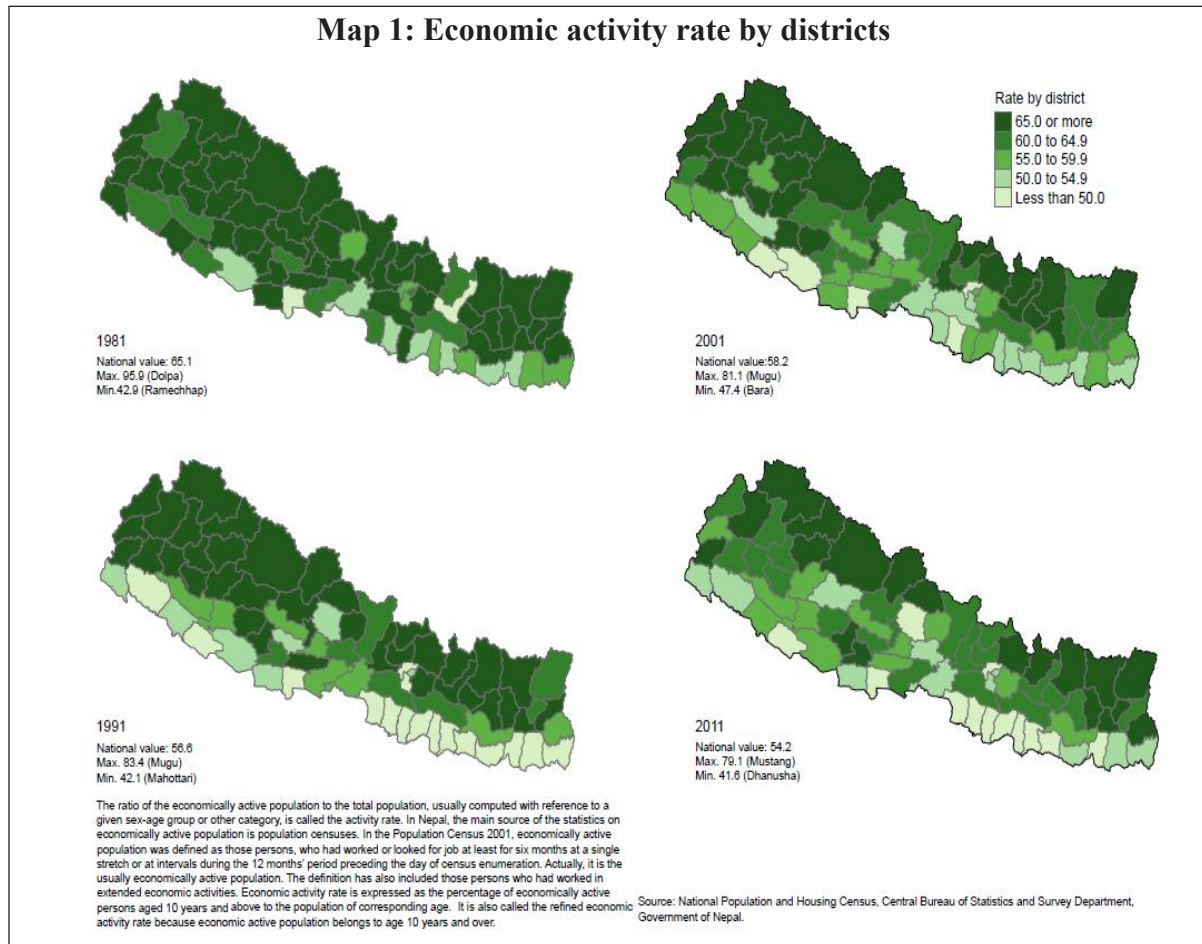 Map 1: Economic activity rate by districts
Rate by district
65.0 or more
60.0 to 64.9
55.0 to 59.9
50.0 to 54.9
Less than 50.0
1981
National value: 65.1
Max. 95.9 (Dolpa)
Min.42.9 (Ramechhap)
2001
National value:58.2
Max. 81.1 (Mugu)
Min. 47.4 (Bara)
1991
National value: 56.6
Max. 83.4 (Mugu)
Min. 42.1 (Mahottari)
2011
National value: 54.2
Max. 79.1 (Mustang)
Min. 41.6 (Dhanusha)
The ratio of the economically active population to the total population, usually computed with reference to a
given sex-age group or other category, is called the activity rate. In Nepal, the main source of the statistics on
economically active population is population censuses. In the Population Census 2001, economically active
population was defined as those persons, who had worked or looked for job at least for six months at a single
stretch or at intervals during the 12 months' period preceding the day of census enumeration. Actually, it is the
usually economically active population. The definition has also included those persons who had worked in
extended economic activities. Economic activity rate is expressed as the percentage of economically active
persons aged 10 years and above to the population of corresponding age. It is also called the refined economic
activity rate because economic active population belongs to age 10 years and over.
Source: National Population and Housing Census, Central Bureau of Statistics and Survey Department,
Government of Nepal.